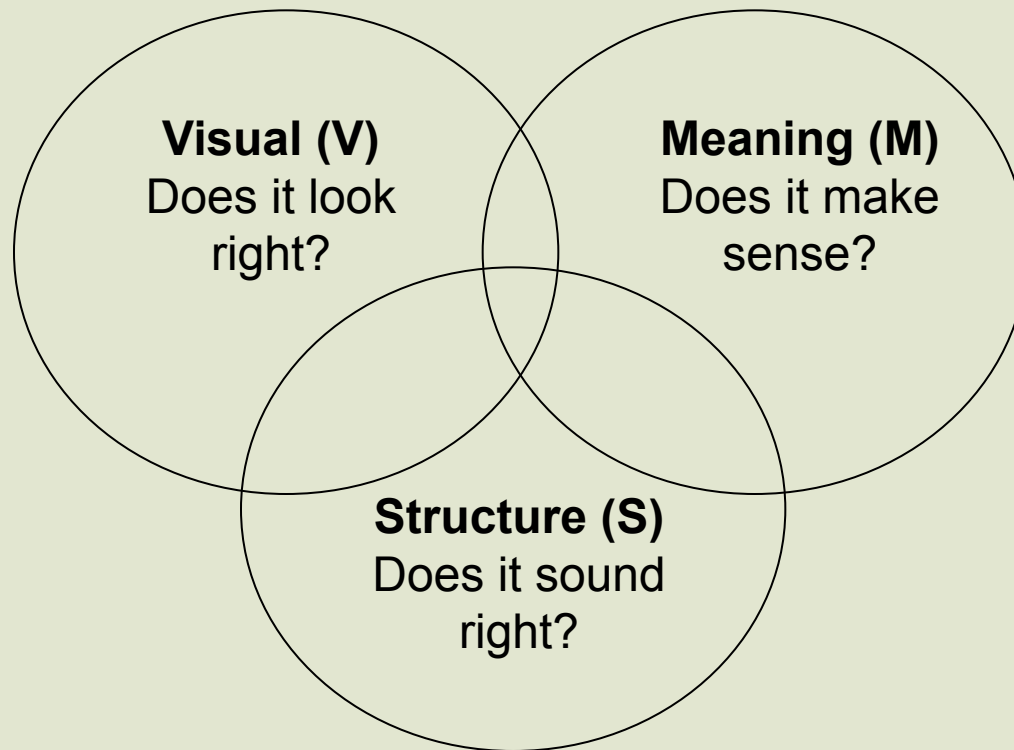 Visual (V)
Does it look
right?
Meaning (M)
Does it make
sense?
Structure (S)
Does it sound
right?